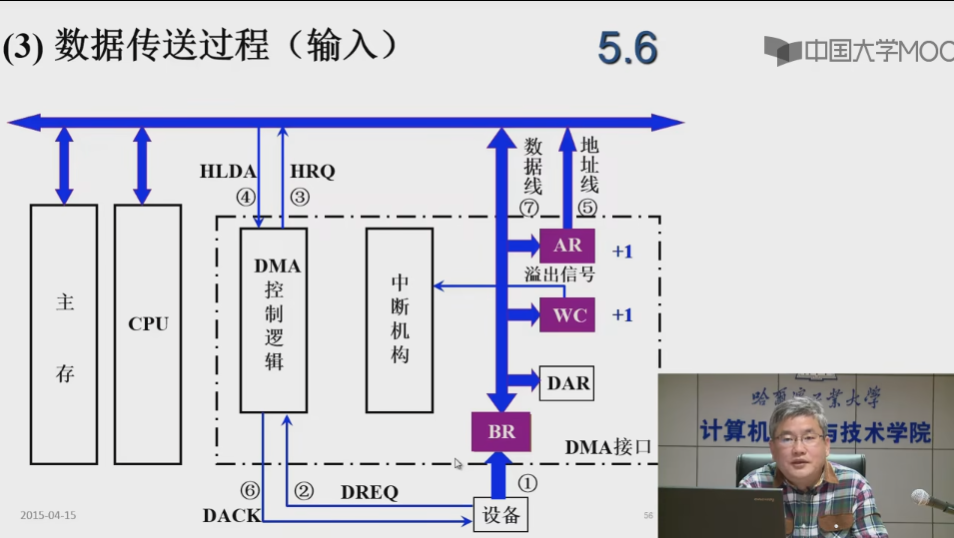 (3) 数据传送过程（输入）
5.6
中国大学MOO
HLDA
④
HRQ
③
数据线
⑦
地址线
⑤
主存
CPU
DMA
控制逻辑
中断机构
AR
+1
溢出信号
WC
+1
DAR
BR
DMA接口
⑥
②
DREQ
①
DACK
设备
2015-04-15
56
哈尔滨工业大学
计算机
与技术学院